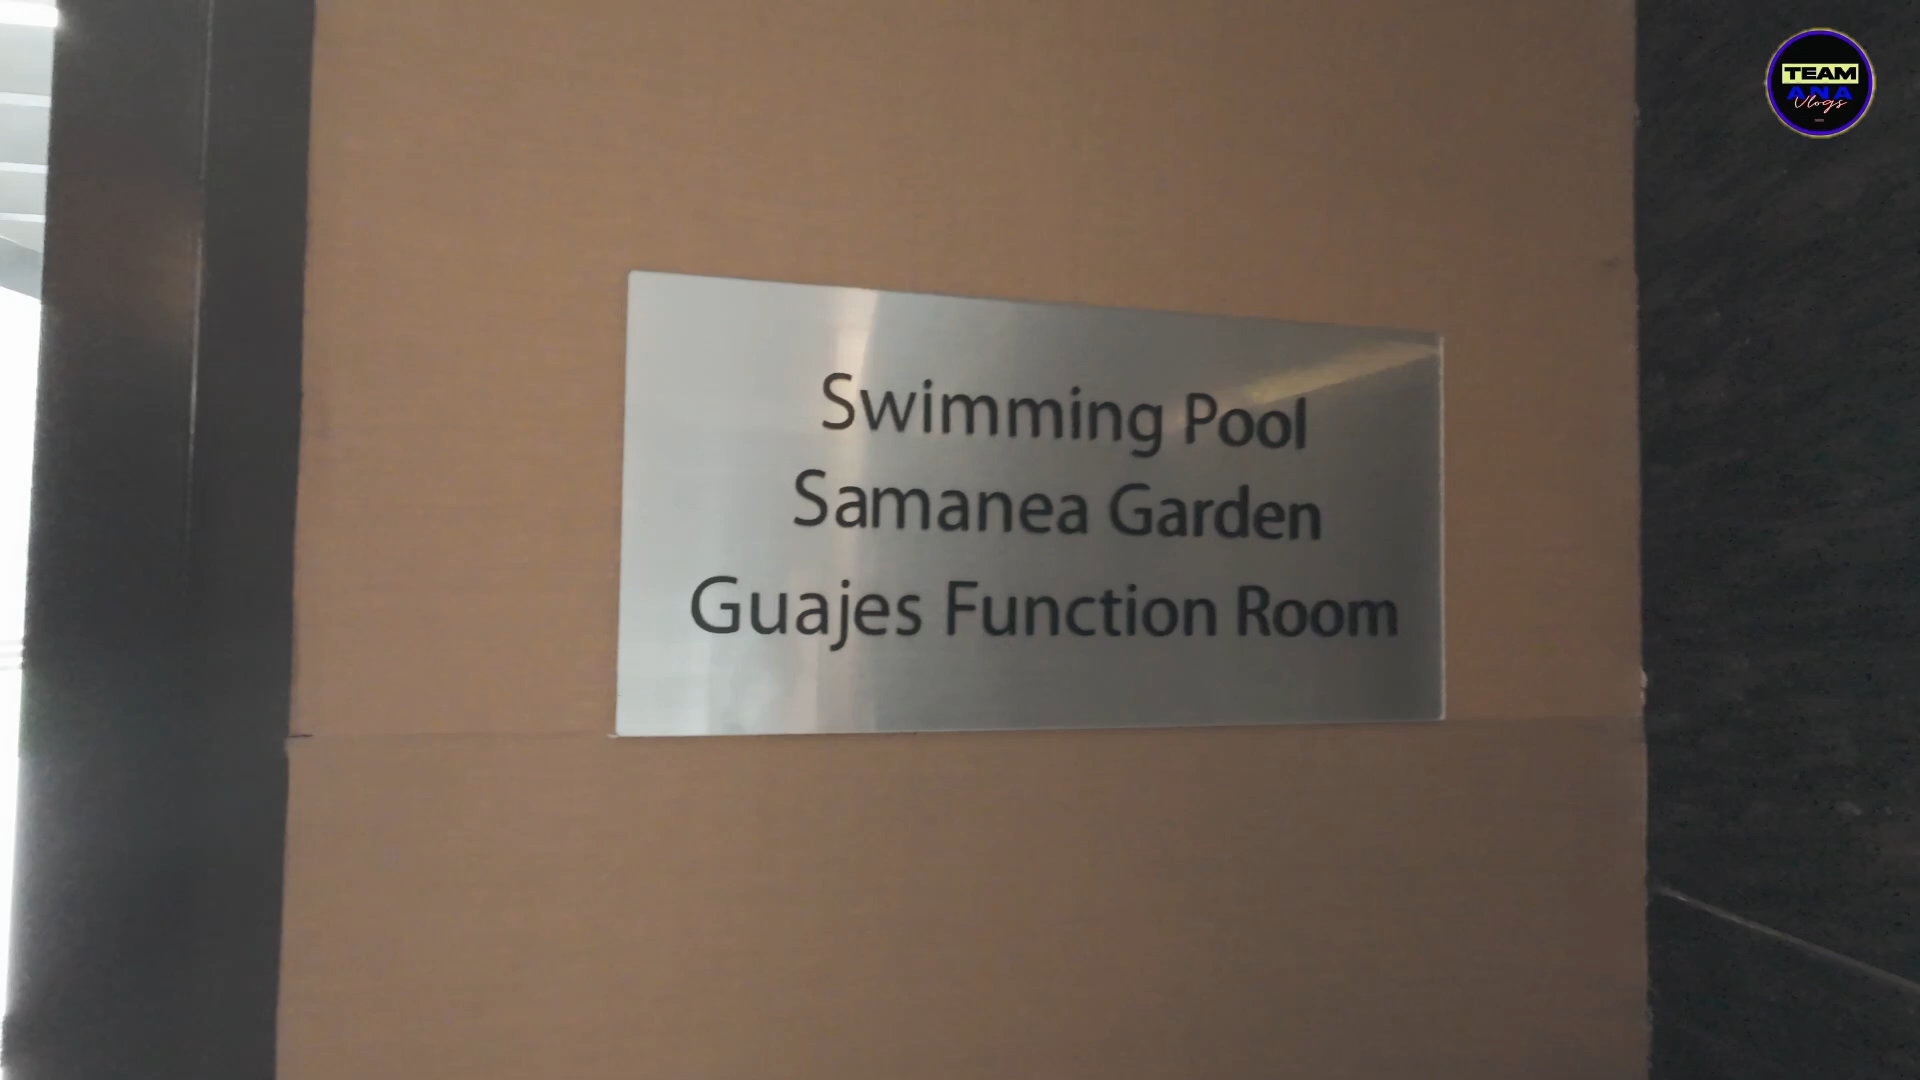 TEAM
ANA
Vlogs
Swimming Pool
Samanea Garden
Guajes Function Room